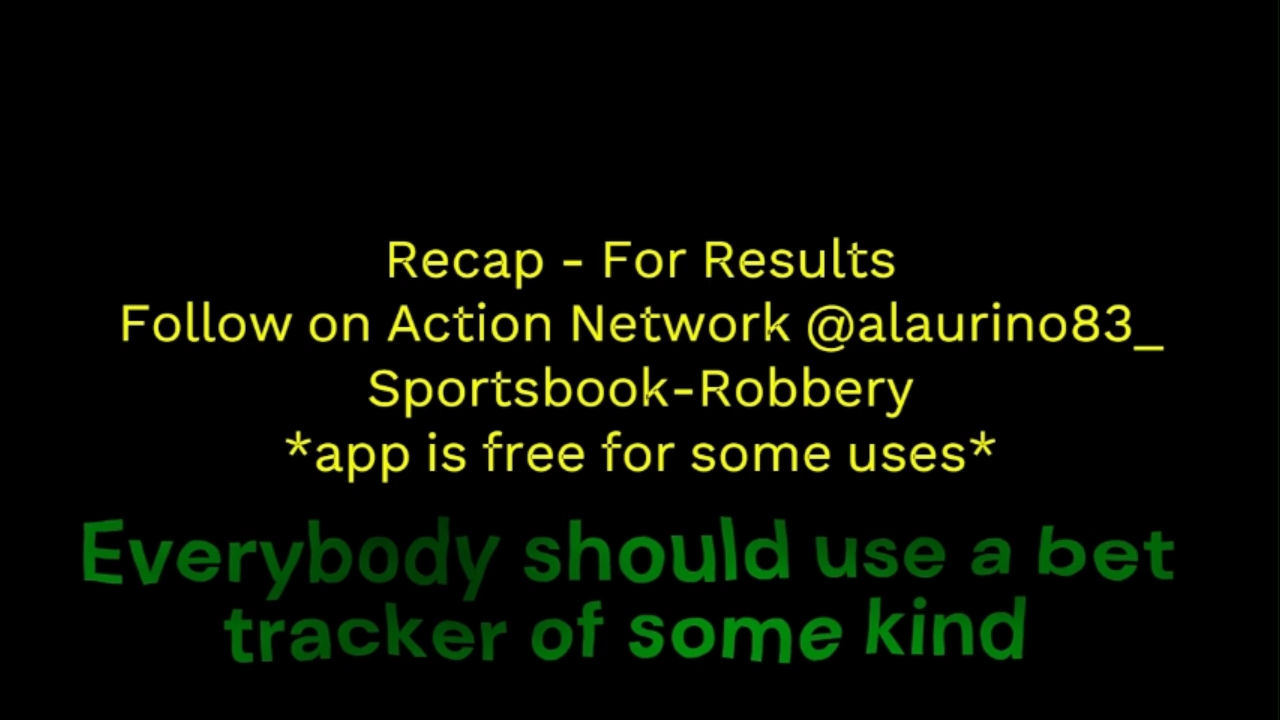 Recap - For Results
Follow on Action Network @alaurino83_
Sportsbook-Robbery
*app is free for some uses*
Everybody should use a bet
tracker of some kind